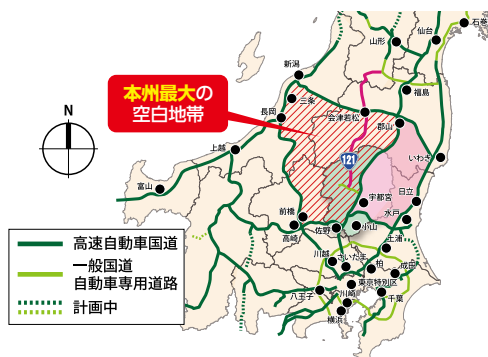 石巻
仙台
山形
新潟
福島
本州最大の
空白地帯
三条
長岡
会津若松
郡山
N
上越
いわき
121
富山
宇都宮
日立
前橋
水戸
高崎
佐野
小山
土浦
川越
さいたま
柏
成田
東京特別区
八王子
川崎
千葉
横浜
高速自動車国道
一般国道
自動車専用道路
計画中